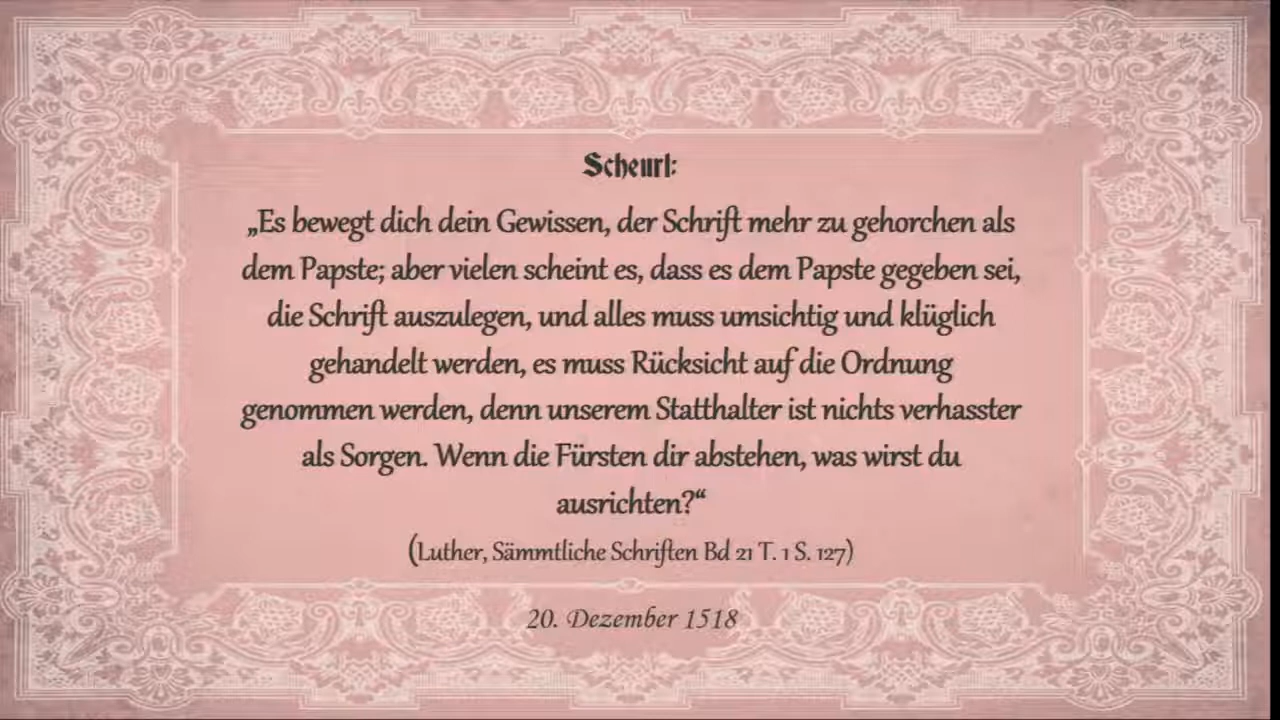 Scheurl:
„Es bewegt dich dein Gewissen, der Schrift mehr zu gehorchen als
dem Papste; aber vielen scheint es, dass es dem Papste gegeben sei,
die Schrift auszulegen, und alles muss umsichtig und klüglich
gehandelt werden, es muss Rücksicht auf die Ordnung
genommen werden, denn unserem Statthalter ist nichts verhasster
als Sorgen. Wenn die Fürsten dir abstehen, was wirst du
ausrichten?“
(Luther, Sämmtliche Schriften Bd 21 T. 1 S. 127)
20. Dezember 1518